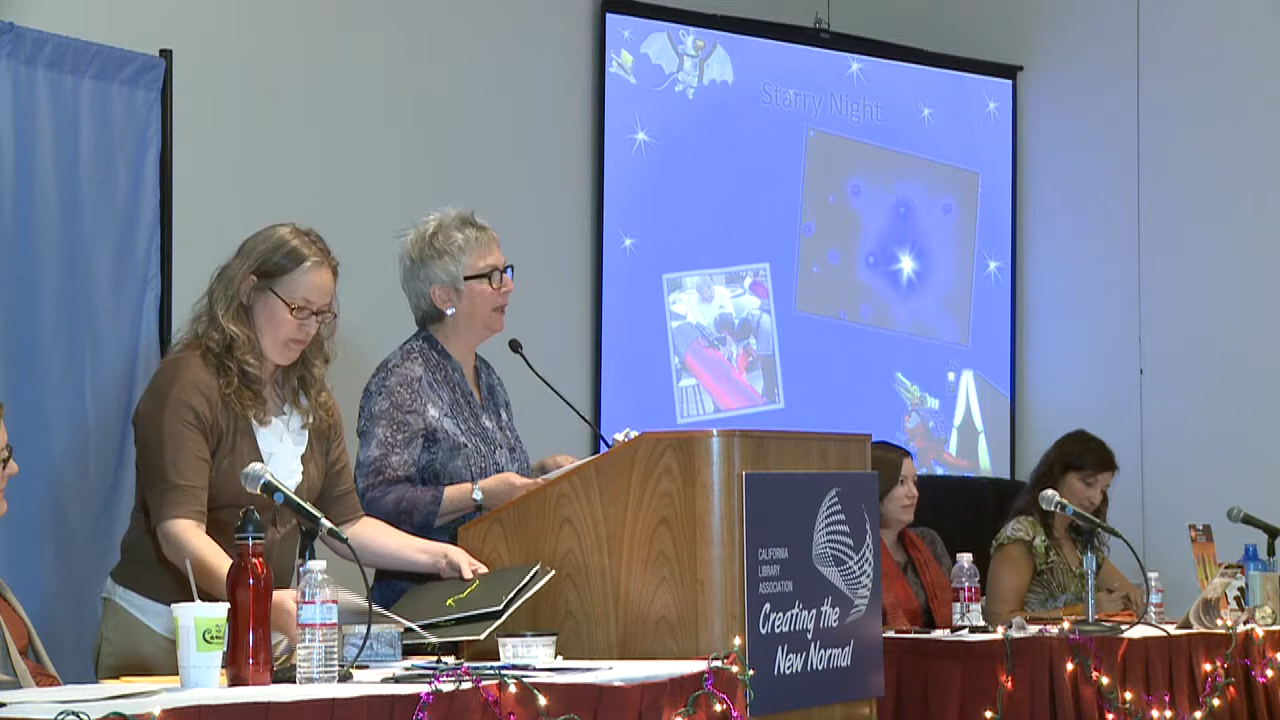 Starry Night
CALIFORNIA
LIBRARY
ASSOCIATION
Creating the
New Normal